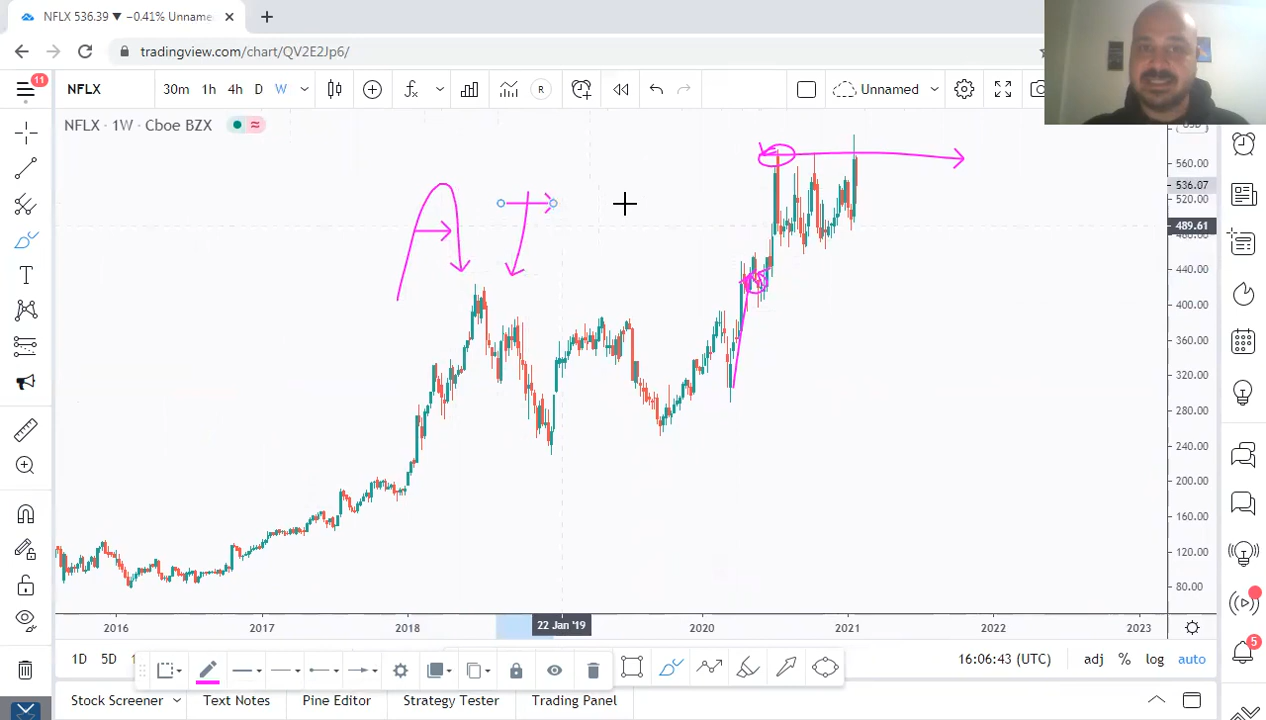 NFLX 536.39 ▼ −0.41% Unname
tradingview.com/chart/QV2E2Jp6/
11
NFLX 30m 1h 4h D W R Unnamed
NFLX · 1W · Cboe BZX
560.00
536.07
520.00
489.61
440.00
400.00
360.00
320.00
280.00
240.00
200.00
160.00
120.00
80.00
2016 2017 2018 22 Jan '19 2020 2021 2022 2023
1D 5D 16:06:43 (UTC) adj % log auto
5
Stock Screener Text Notes Pine Editor Strategy Tester Trading Panel